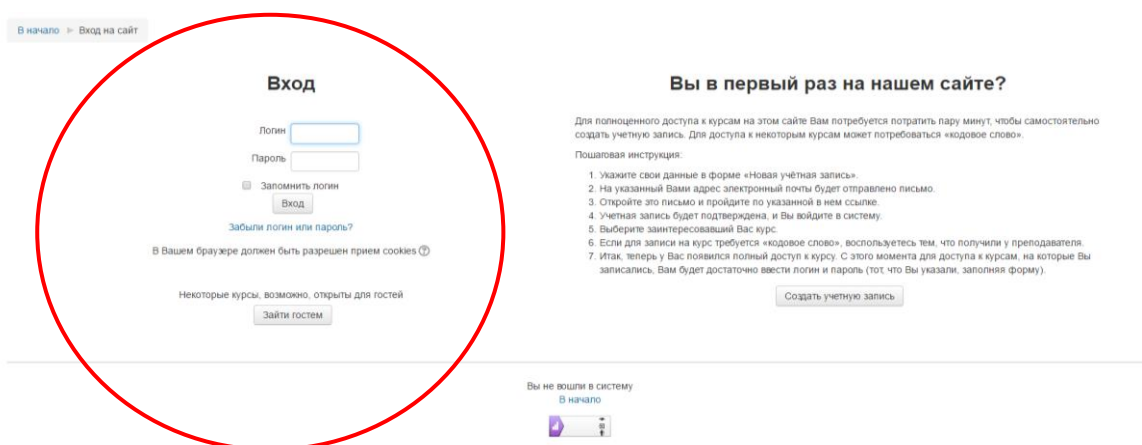 В начало ► Вход на сайт
Вход
Логин
Пароль
Запомнить логин
Вход
Забыли логин или пароль?
В Вашем браузере должен быть разрешен прием cookies
Некоторые курсы, возможно, открыты для гостей
Зайти гостем
Вы в первый раз на нашем сайте?
Для полноценного доступа к курсам на этом сайте Вам потребуется потратить пару минут, чтобы самостоятельно
создать учетную запись. Для доступа к некоторым курсам может потребоваться «кодовое слово».
Пошаговая инструкция:
1. Укажите свои данные в форме «Новая учётная запись».
2. На указанный Вами адрес электронный почты будет отправлено письмо.
3. Откройте это письмо и пройдите по указанной в нем ссылке.
4. Учетная запись будет подтверждена, и Вы войдите в систему.
5. Выберите заинтересовавший Вас курс.
6. Если для записи на курс требуется «кодовое слово», воспользуетесь тем, что получили у преподавателя.
7. Итак, теперь у Вас появился полный доступ к курсу. С этого момента для доступа к курсам, на которые Вы
записались, Вам будет достаточно ввести логин и пароль (тот, что Вы указали, заполняя форму).
Создать учетную запись
Вы не вошли в систему
В начало